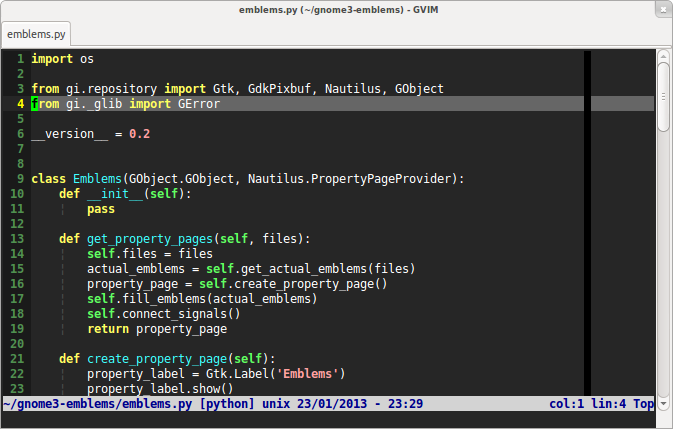 emblems.py (~/gnome3-emblems) - GVIM
emblems.py
1 import os
2
3 from gi.repository import Gtk, GdkPixbuf, Nautilus, GObject
4 from gi._glib import GError
5
6 __version__ = 0.2
7
8
9 class Emblems(GObject.GObject, Nautilus.PropertyPageProvider):
10     def __init__(self):
11         pass
12
13     def get_property_pages(self, files):
14         self.files = files
15         actual_emblems = self.get_actual_emblems(files)
16         property_page = self.create_property_page()
17         self.fill_emblems(actual_emblems)
18         self.connect_signals()
19         return property_page
20
21     def create_property_page(self):
22         property_label = Gtk.Label('Emblems')
23         property_label.show()
~/gnome3-emblems/emblems.py [python] unix 23/01/2013 - 23:29 col:1 lin:4 Top